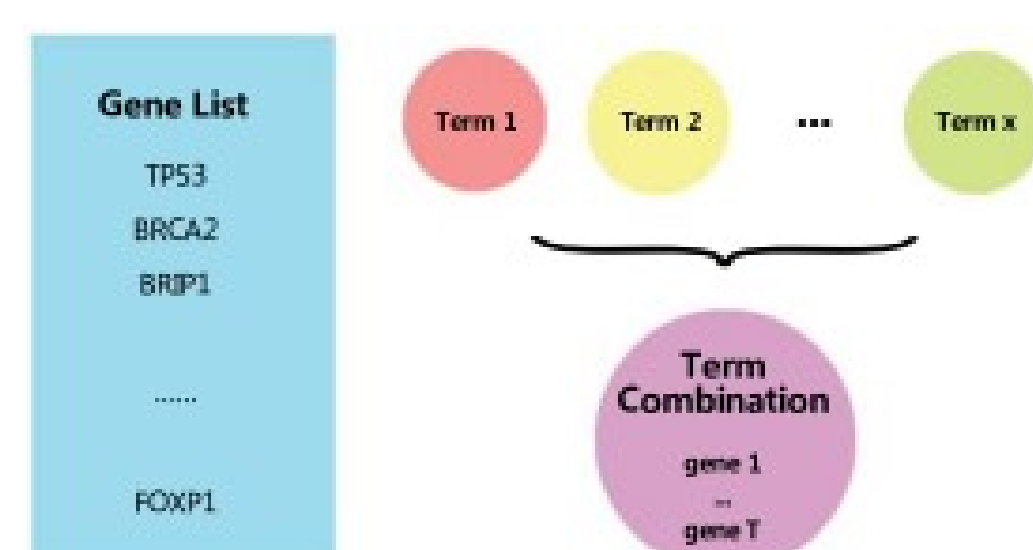 Gene List
TP53
BRCA2
BRIP1
......
FOXP1
Term 1
Term 2
...
Term x
Term
Combination
gene 1
...
gene T